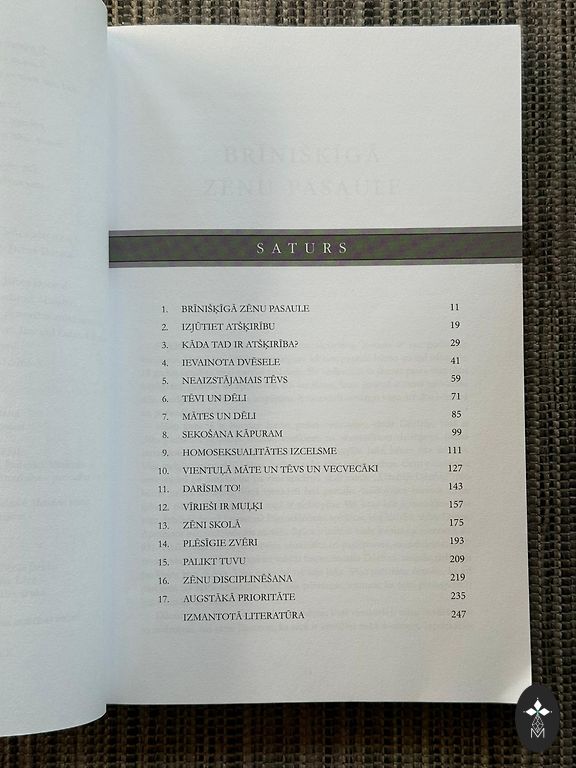 BRĪNIŠĶĪGĀ
ZĒNU PASAULE
SATURS
1. BRĪNIŠĶĪGĀ ZĒNU PASAULE 11
2. IZJŪTIET ATŠĶIRĪBU 19
3. KĀDA TAD IR ATŠĶIRĪBA? 29
4. IEVAINOTA DVĒSELE 41
5. NEAIZSTĀJAMAIS TĒVS 59
6. TĒVI UN DĒLI 71
7. MĀTES UN DĒLI 85
8. SEKOŠANA KĀPURAM 99
9. HOMOSEKSUALITĀTES IZCELSME 111
10. VIENTUĻĀ MĀTE UN TĒVS UN VECVECĀKI 127
11. DARĪSIM TO! 143
12. VĪRIEŠI IR MUĻĶI 157
13. ZĒNI SKOLĀ 175
14. PLĒSĪGIE ZVĒRI 193
15. PALIKT TUVU 209
16. ZĒNU DISCIPLINĒŠANA 219
17. AUGSTĀKĀ PRIORITĀTE 235
IZMANTOTĀ LITERATŪRA 247
M